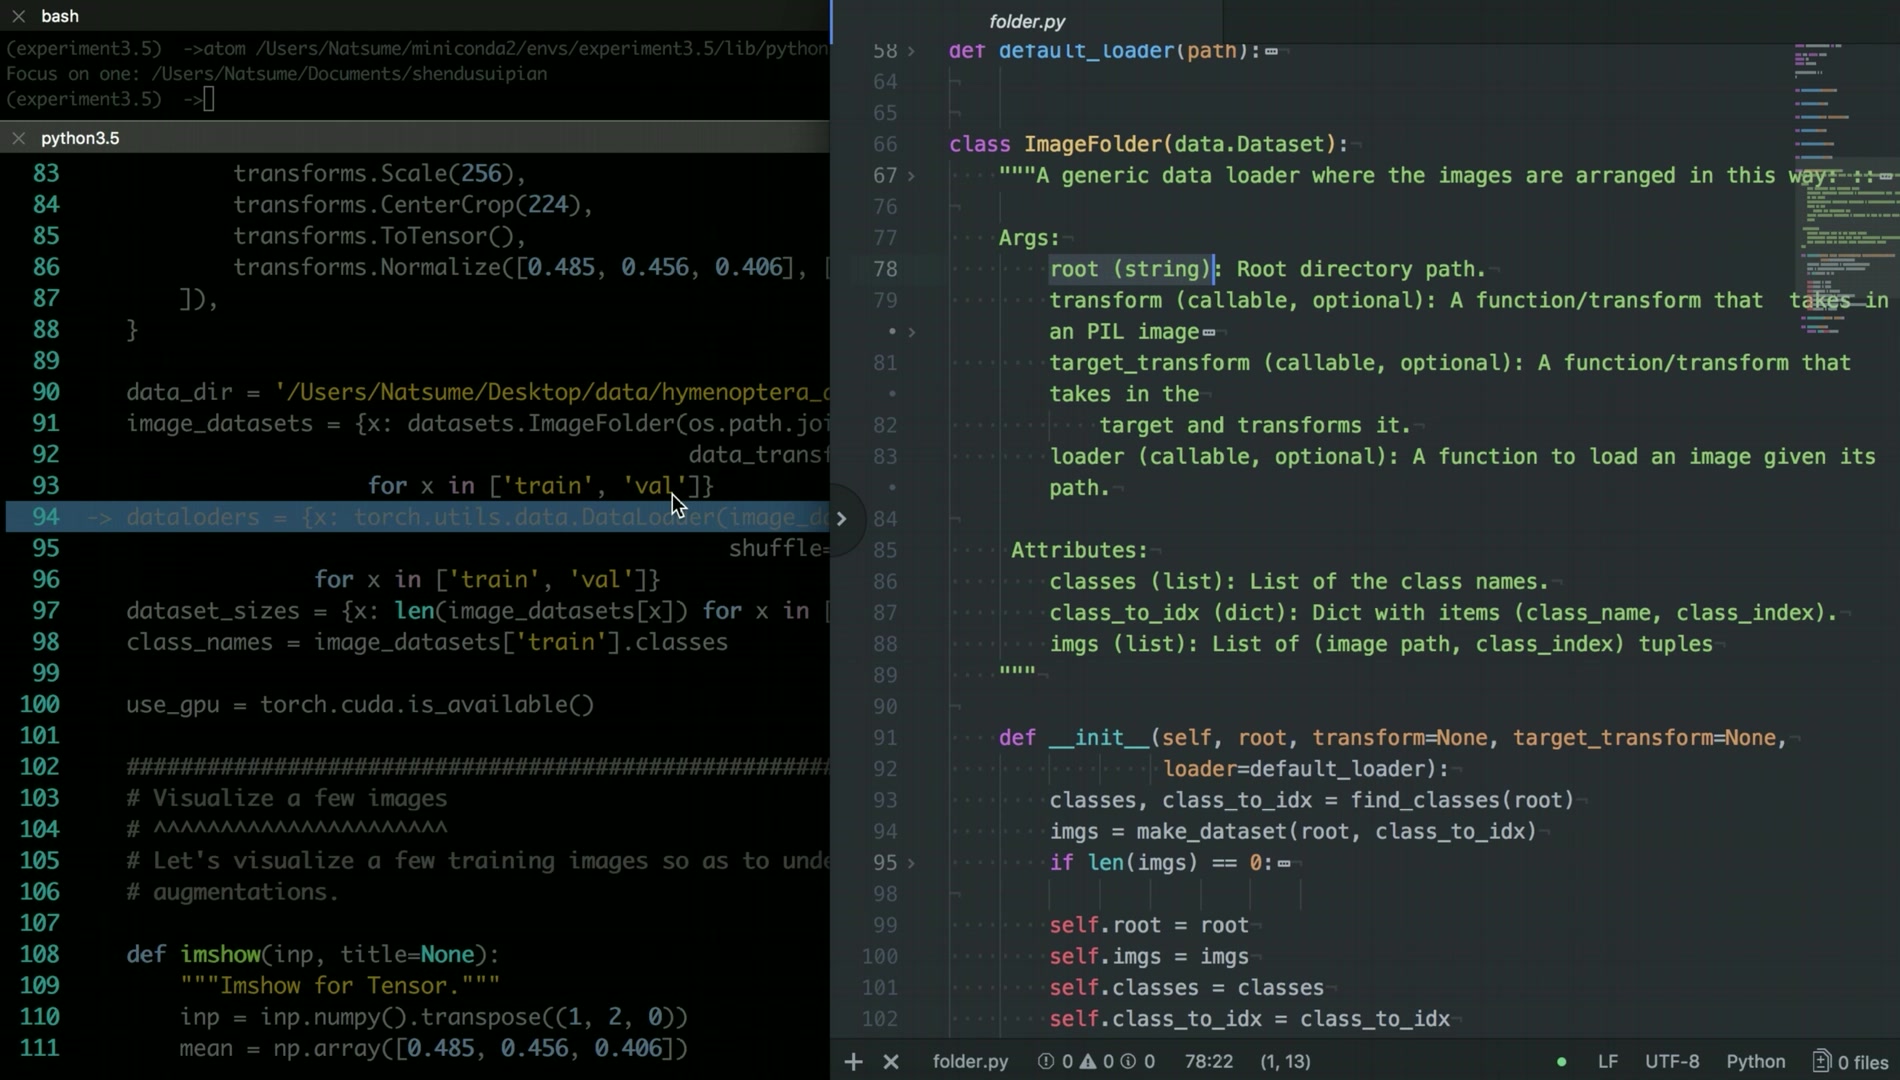 bash
(experiment3.5)  ->atom /Users/Natsume/miniconda2/envs/experiment3.5/lib/python
Focus on one: /Users/Natsume/Documents/shendusuipian
(experiment3.5)  ->
python3.5
83 transforms.Scale(256),
84 transforms.CenterCrop(224),
85 transforms.ToTensor(),
86 transforms.Normalize([0.485, 0.456, 0.406], [
87 ]),
88 }
89
90 data_dir = '/Users/Natsume/Desktop/data/hymenoptera_
91 image_datasets = {x: datasets.ImageFolder(os.path.joi
92 data_transf
93 for x in ['train', 'val']}
94 -> dataloders = {x: torch.utils.data.DataLoader(image_d
95 shuffle=
96 for x in ['train', 'val']}
97 dataset_sizes = {x: len(image_datasets[x]) for x in [
98 class_names = image_datasets['train'].classes
99
100 use_gpu = torch.cuda.is_available()
101
102 ####################################################
103 # Visualize a few images
104 # ^^^^^^^^^^^^^^^^^^^^^^
105 # Let's visualize a few training images so as to unde
106 # augmentations.
107
108 def imshow(inp, title=None):
109 """Imshow for Tensor."""
110 inp = inp.numpy().transpose((1, 2, 0))
111 mean = np.array([0.485, 0.456, 0.406])
folder.py
58 def default_loader(path):
64
65
66 class ImageFolder(data.Dataset):
67 """A generic data loader where the images are arranged in this way: ::
76
77 Args:
78 root (string): Root directory path.
79 transform (callable, optional): A function/transform that  takes in
an PIL image
81 target_transform (callable, optional): A function/transform that
takes in the
82 target and transforms it.
83 loader (callable, optional): A function to load an image given its
path.
84
85 Attributes:
86 classes (list): List of the class names.
87 class_to_idx (dict): Dict with items (class_name, class_index).
88 imgs (list): List of (image path, class_index) tuples
89 """
90
91 def __init__(self, root, transform=None, target_transform=None,
92 loader=default_loader):
93 classes, class_to_idx = find_classes(root)
94 imgs = make_dataset(root, class_to_idx)
95 if len(imgs) == 0:
98
99 self.root = root
100 self.imgs = imgs
101 self.classes = classes
102 self.class_to_idx = class_to_idx
folder.py 0 0 0 78:22 (1, 13) LF UTF-8 Python 0 files